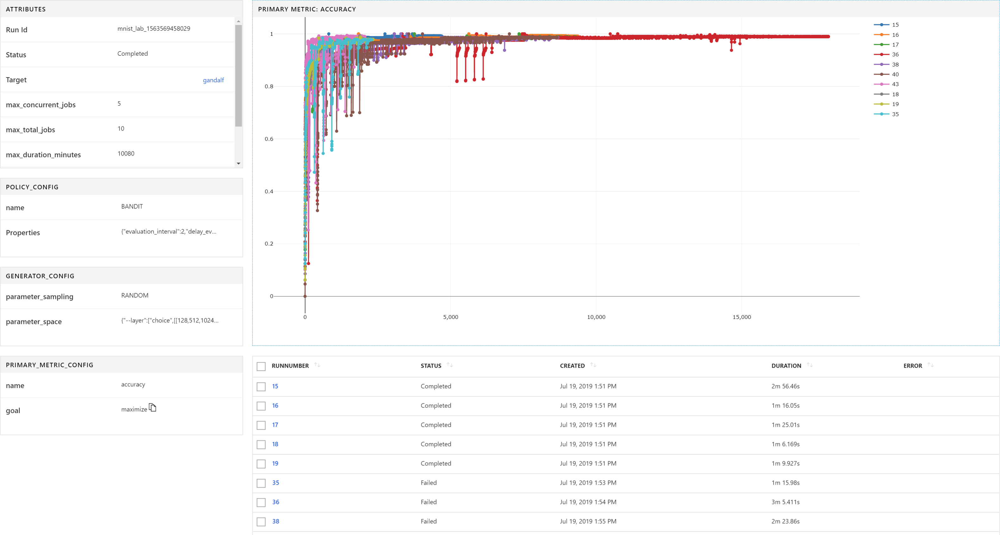 ATTRIBUTES
Run Id mnist_lab_1563569458029
Status Completed
Target gandalf
max_concurrent_jobs 5
max_total_jobs 10
max_duration_minutes 10080
POLICY_CONFIG
name BANDIT
Properties {"evaluation_interval":2,"delay_ev...
GENERATOR_CONFIG
parameter_sampling RANDOM
parameter_space {"--layer":["choice",[[128,512,1024...
PRIMARY_METRIC_CONFIG
name accuracy
goal maximize
PRIMARY METRIC: ACCURACY
1
0.8
0.6
0.4
0.2
0
0 5,000 10,000 15,000
15
16
17
36
38
40
43
18
19
35
RUNNUMBER STATUS CREATED DURATION ERROR
15 Completed Jul 19, 2019 1:51 PM 2m 56.46s
16 Completed Jul 19, 2019 1:51 PM 1m 16.05s
17 Completed Jul 19, 2019 1:51 PM 1m 25.01s
18 Completed Jul 19, 2019 1:51 PM 1m 6.169s
19 Completed Jul 19, 2019 1:51 PM 1m 9.927s
35 Failed Jul 19, 2019 1:53 PM 1m 15.98s
36 Failed Jul 19, 2019 1:54 PM 3m 5.411s
38 Failed Jul 19, 2019 1:55 PM 2m 23.86s